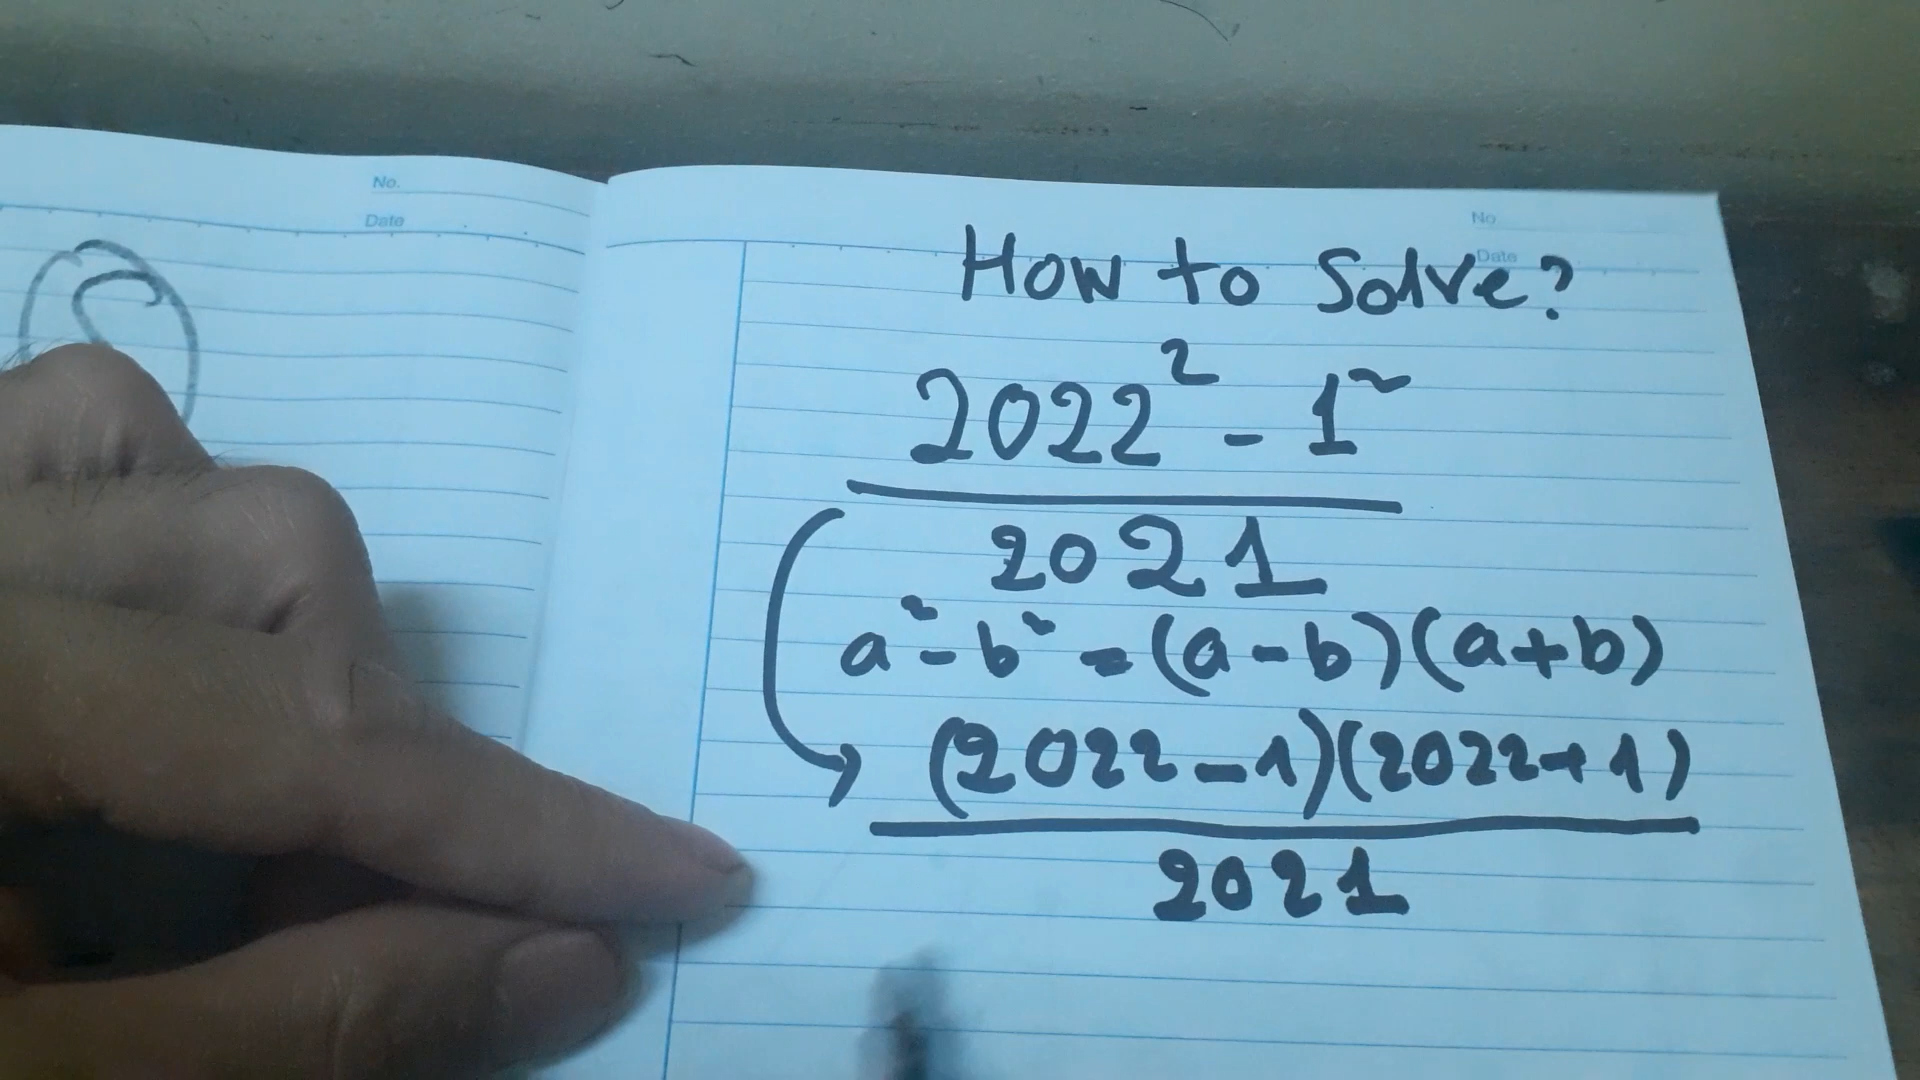 No.
Date
S
No
Date
How to Solve?
2022² - 1²
2021
a² - b² = (a - b)(a + b)
(2022 - 1)(2022 + 1)
2021